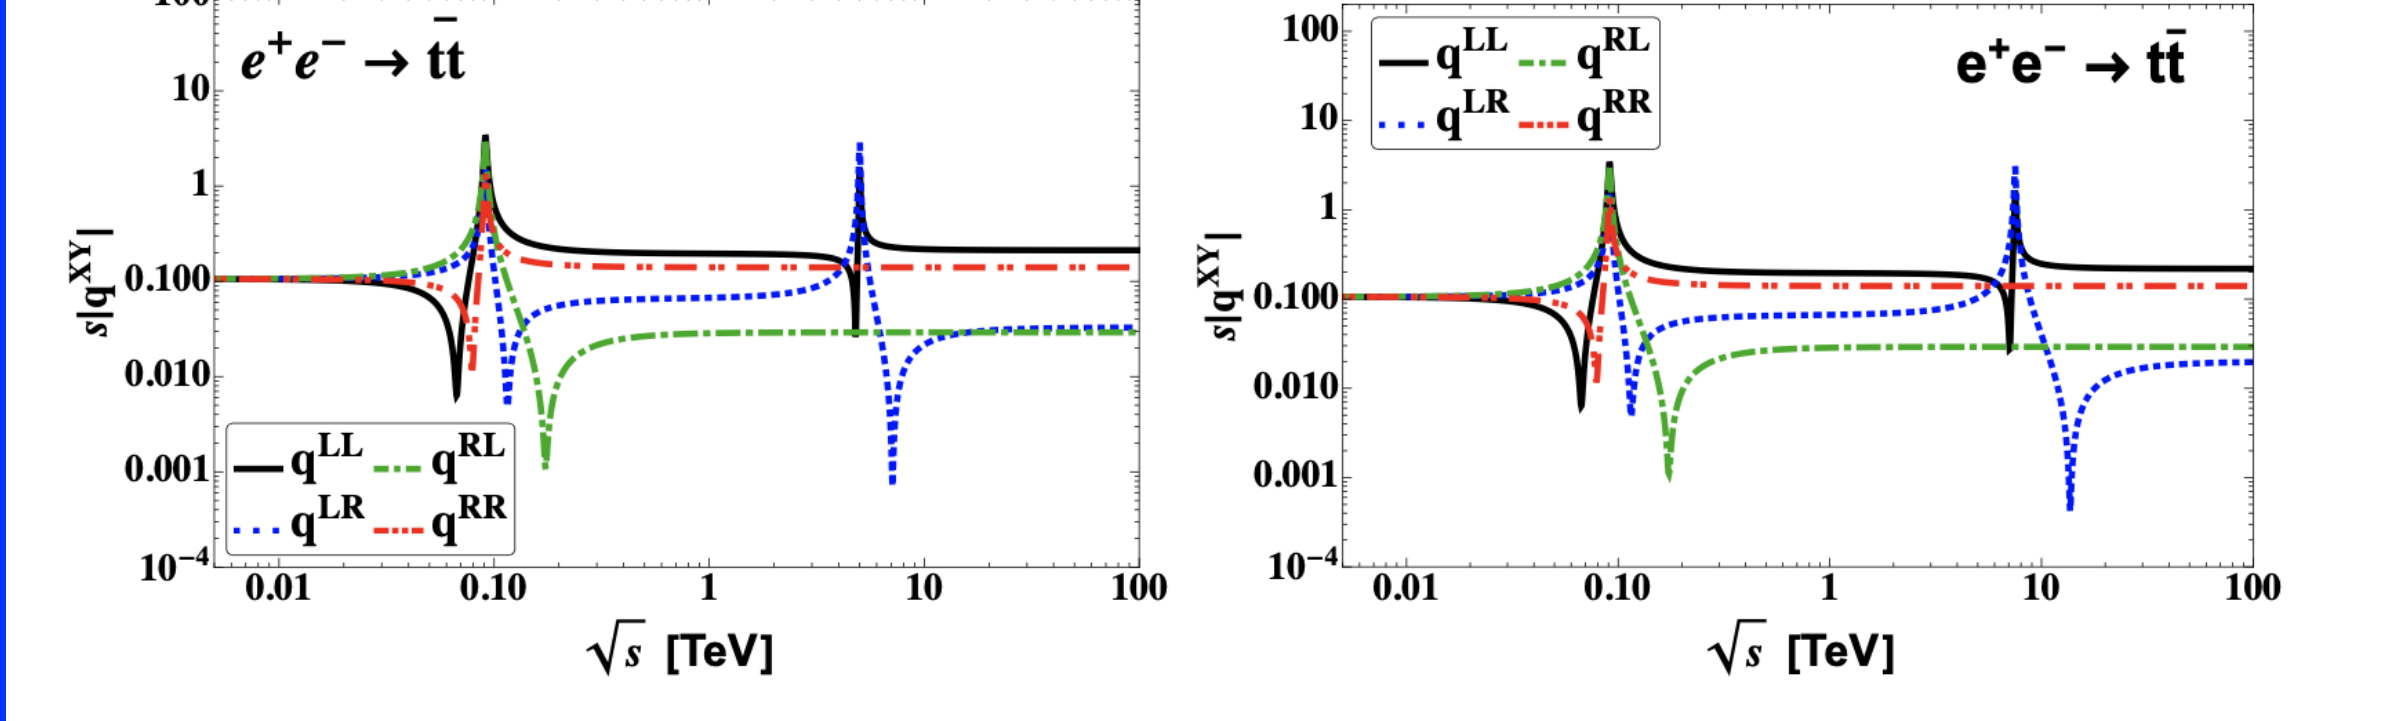 100
e⁺e⁻ → tt̄
10
1
0.100
0.010
0.001
10⁻⁴
s|q^XY|
q^LL q^RL
q^LR q^RR
0.01 0.10 1 10 100
√s [TeV]
100
10
1
0.100
0.010
0.001
10⁻⁴
s|q^XY|
q^LL q^RL
q^LR q^RR
e⁺e⁻ → tt̄
0.01 0.10 1 10 100
√s [TeV]